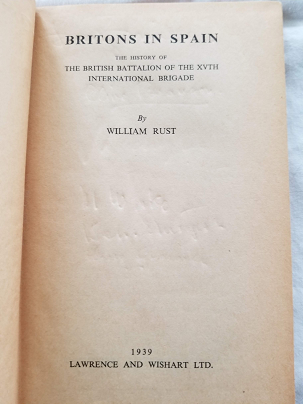 BRITONS IN SPAIN
THE HISTORY OF
THE BRITISH BATTALION OF THE XVTH
INTERNATIONAL BRIGADE
By
WILLIAM RUST
1939
LAWRENCE AND WISHART LTD.